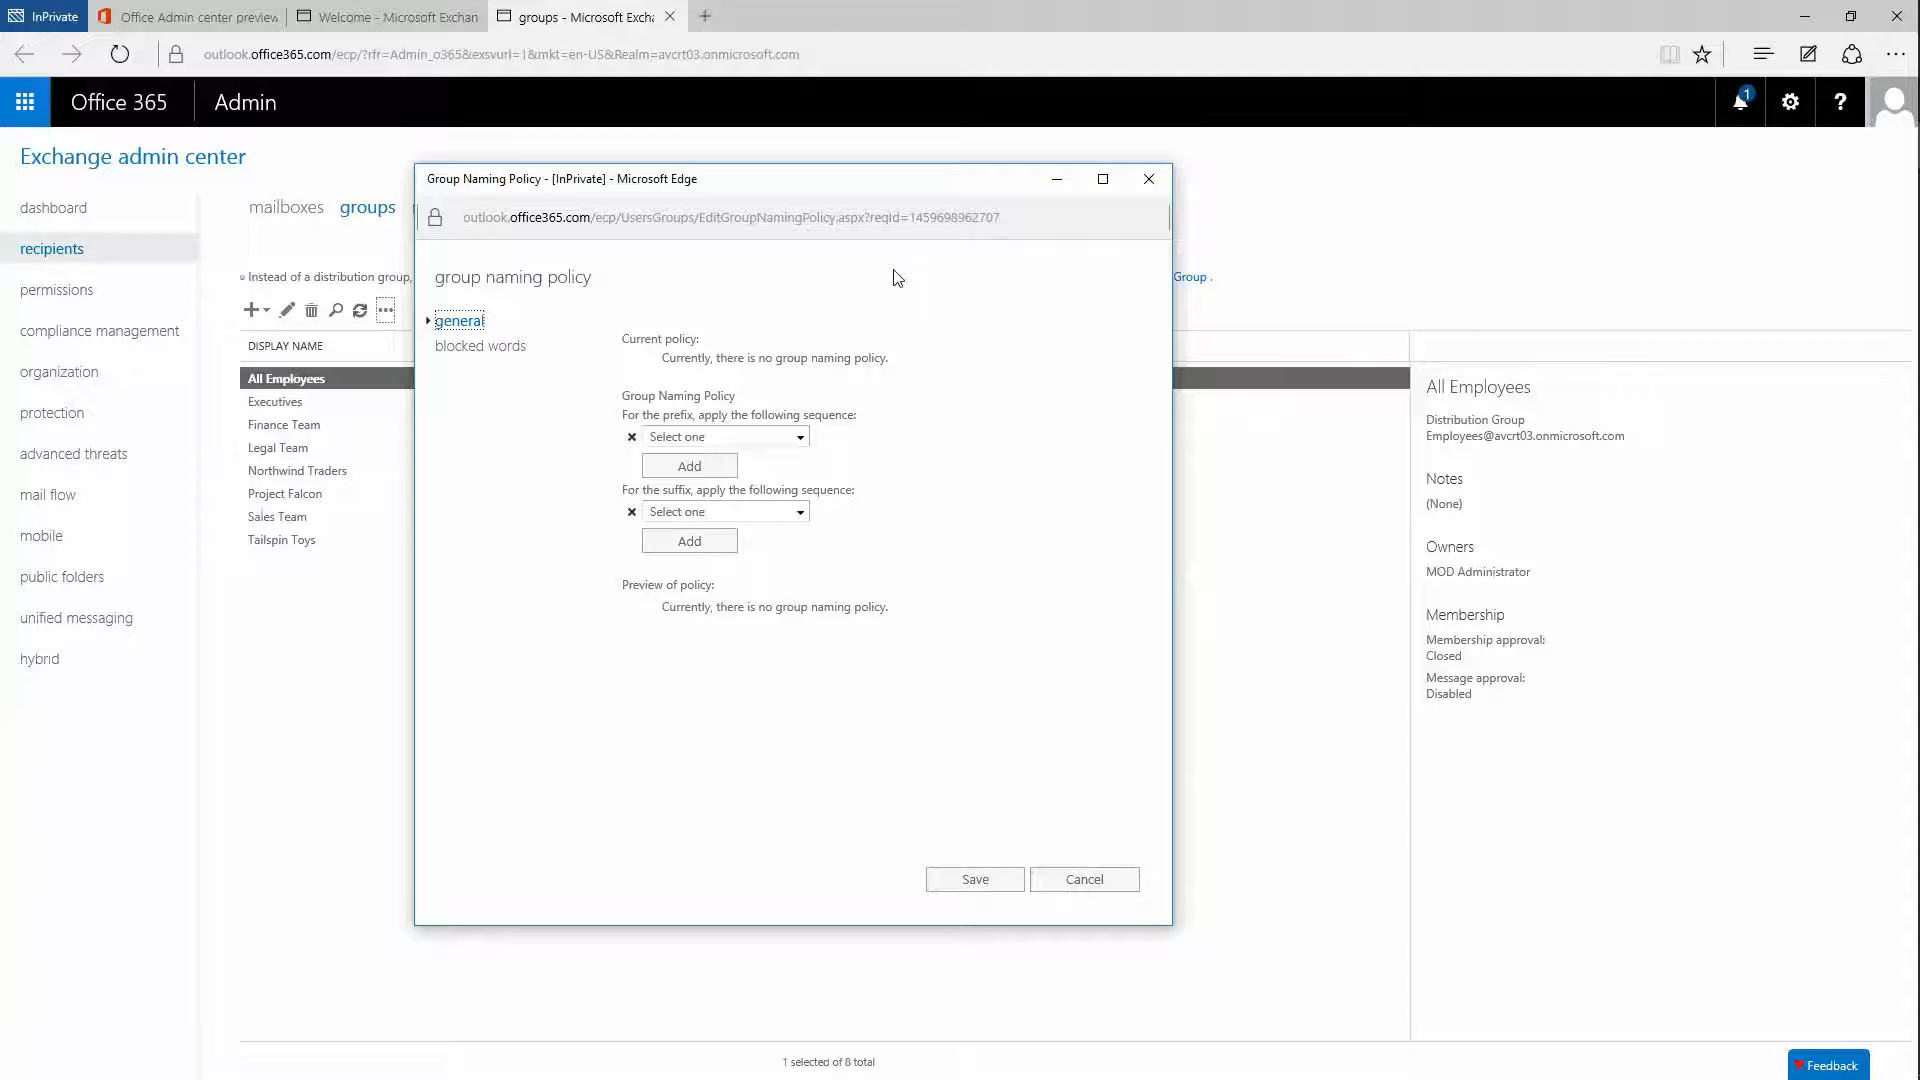 InPrivate
Office Admin center preview
Welcome - Microsoft Exchan
groups - Microsoft Excha
outlook.office365.com/ecp/?rfr=Admin_o365&exsvurl=1&mkt=en-US&Realm=avcrt03.onmicrosoft.com
Office 365
Admin
1
?
Exchange admin center
dashboard
recipients
permissions
compliance management
organization
protection
advanced threats
mail flow
mobile
public folders
unified messaging
hybrid
mailboxes
groups
Instead of a distribution group,
Group .
DISPLAY NAME
All Employees
Executives
Finance Team
Legal Team
Northwind Traders
Project Falcon
Sales Team
Tailspin Toys
Group Naming Policy - [InPrivate] - Microsoft Edge
outlook.office365.com/ecp/UsersGroups/EditGroupNamingPolicy.aspx?reqId=1459698962707
group naming policy
general
blocked words
Current policy:
Currently, there is no group naming policy.
Group Naming Policy
For the prefix, apply the following sequence:
Select one
Add
For the suffix, apply the following sequence:
Select one
Add
Preview of policy:
Currently, there is no group naming policy.
Save
Cancel
All Employees
Distribution Group
Employees@avcrt03.onmicrosoft.com
Notes
(None)
Owners
MOD Administrator
Membership
Membership approval:
Closed
Message approval:
Disabled
1 selected of 8 total
Feedback